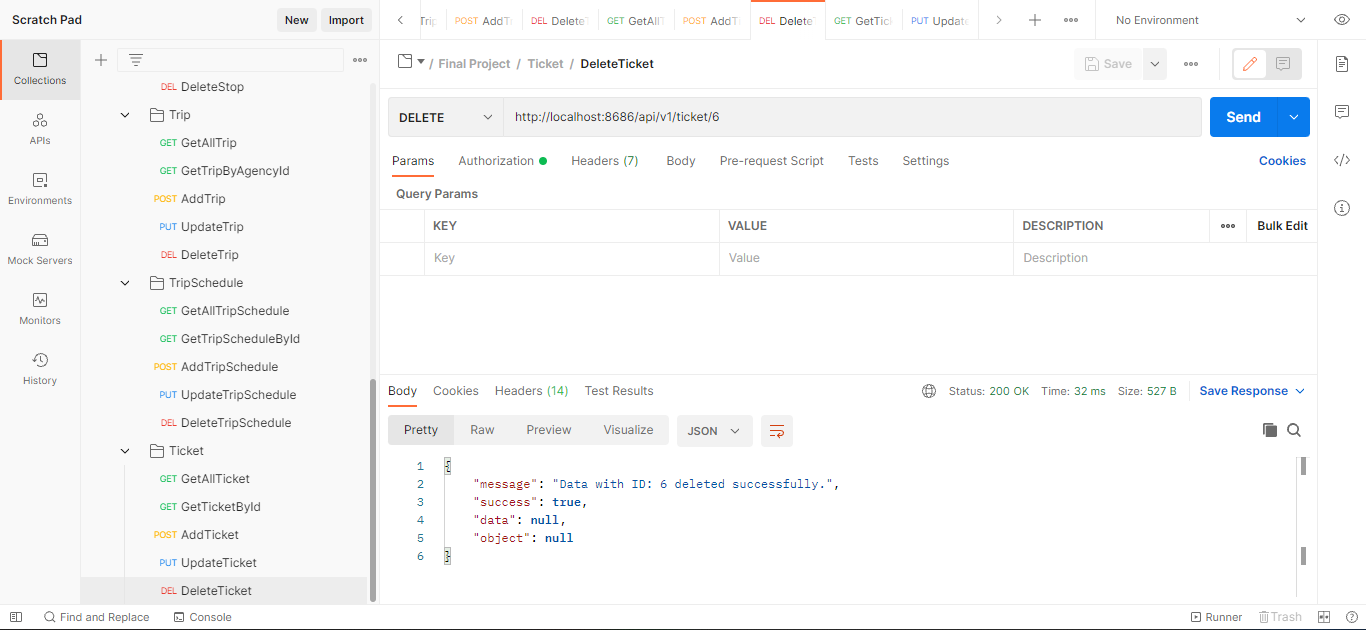 Scratch Pad
New
Import
Trip
POST AddT
DEL Delete
GET GetAll
POST AddT
DEL Delete
GET GetTick
PUT Update
No Environment
Collections
APIs
Environments
Mock Servers
Monitors
History
DEL DeleteStop
Trip
GET GetAllTrip
GET GetTripByAgencyId
POST AddTrip
PUT UpdateTrip
DEL DeleteTrip
TripSchedule
GET GetAllTripSchedule
GET GetTripScheduleById
POST AddTripSchedule
PUT UpdateTripSchedule
DEL DeleteTripSchedule
Ticket
GET GetAllTicket
GET GetTicketById
POST AddTicket
PUT UpdateTicket
DEL DeleteTicket
/ Final Project / Ticket / DeleteTicket
Save
DELETE
http://localhost:8686/api/v1/ticket/6
Send
Params
Authorization
Headers (7)
Body
Pre-request Script
Tests
Settings
Cookies
Query Params
KEY
VALUE
DESCRIPTION
Bulk Edit
Key
Value
Description
Body
Cookies
Headers (14)
Test Results
Status: 200 OK
Time: 32 ms
Size: 527 B
Save Response
Pretty
Raw
Preview
Visualize
JSON
1 {
2 "message": "Data with ID: 6 deleted successfully.",
3 "success": true,
4 "data": null,
5 "object": null
6 }
Find and Replace
Console
Runner
Trash